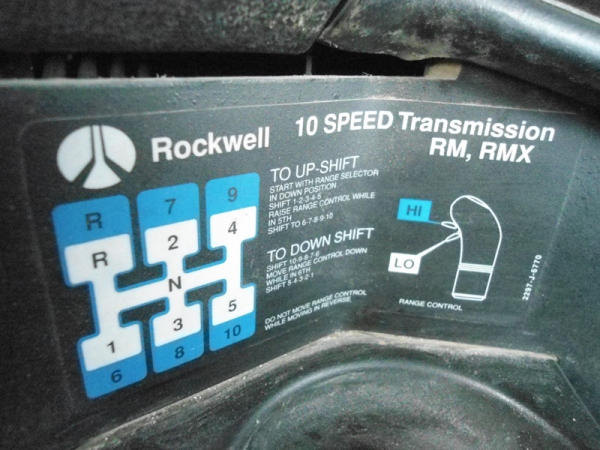 Rockwell
10 SPEED Transmission
RM, RMX
R 7 9
R 2 4
N
1 3 5
6 8 10
TO UP-SHIFT
START WITH RANGE SELECTOR
IN DOWN POSITION
SHIFT 1-2-3-4-5
RAISE RANGE CONTROL WHILE
IN 5TH
SHIFT TO 6-7-8-9-10
TO DOWN SHIFT
SHIFT 10-9-8-7-6
MOVE RANGE CONTROL DOWN
WHILE IN 6TH
SHIFT 5-4-3-2-1
DO NOT MOVE RANGE CONTROL
WHILE MOVING IN REVERSE
HI
LO
RANGE CONTROL
2297-J-5770